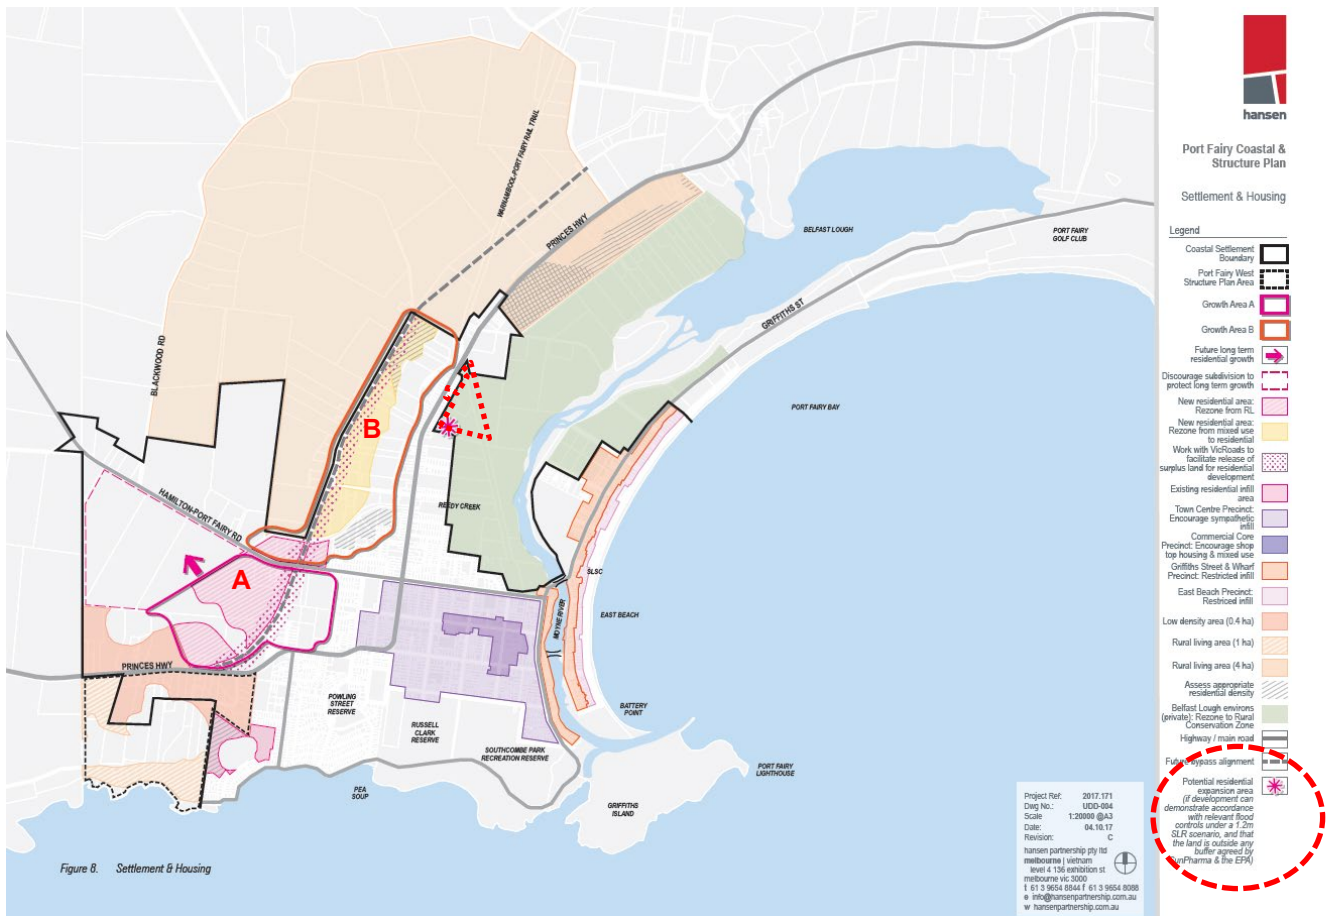 hansen
Port Fairy Coastal &
Structure Plan
Settlement & Housing
Legend
Coastal Settlement
Boundary
Port Fairy West
Structure Plan Area
Growth Area A
Growth Area B
Future long term
residential growth
Discourage subdivision to
protect long term growth
New residential area:
Rezone from RL
New residential area:
Rezone from mixed use
to residential
Work with VicRoads to
facilitate release of
surplus land for residential
development
Existing residential infill
area
Town Centre Precinct:
Encourage sympathetic
infill
Commercial Core
Precinct: Encourage shop
top housing & mixed use
Griffiths Street & Wharf
Precinct: Restricted infill
East Beach Precinct:
Restriced infill
Low density area (0.4 ha)
Rural living area (1 ha)
Rural living area (4 ha)
Assess appropriate
residential density
Belfast Lough environs
(private): Rezone to Rural
Conservation Zone
Highway / main road
Future bypass alignment
Potential residential
expansion area
(if development can
demonstrate accordance
with relevant flood
controls under a 1.2m
SLR scenario, and that
the land is outside any
buffer agreed by
SunPharma & the EPA)
WARRNAMBOOL-PORT FAIRY RAIL TRAIL
PRINCES HWY
BELFAST LOUGH
PORT FAIRY
GOLF CLUB
GRIFFITHS ST
BLACKWOOD RD
PORT FAIRY BAY
B
HAMILTON-PORT FAIRY RD
REEDY CREEK
A
SLSC
MOYNE RIVER
EAST BEACH
PRINCES HWY
POWLING
STREET
RESERVE
RUSSELL
CLARK
RESERVE
BATTERY
POINT
SOUTHCOMBE PARK
RECREATION RESERVE
PORT FAIRY
LIGHTHOUSE
PEA
SOUP
GRIFFITHS
ISLAND
Figure 8. Settlement & Housing
Project Ref: 2017.171
Dwg No.: UDD-004
Scale 1:20000 @A3
Date: 04.10.17
Revision: C
hansen partnership pty ltd
melbourne | vietnam
level 4 136 exhibition st
melbourne vic 3000
t 61 3 9654 8844 f 61 3 9654 8088
e info@hansenpartnership.com.au
w hansenpartnership.com.au